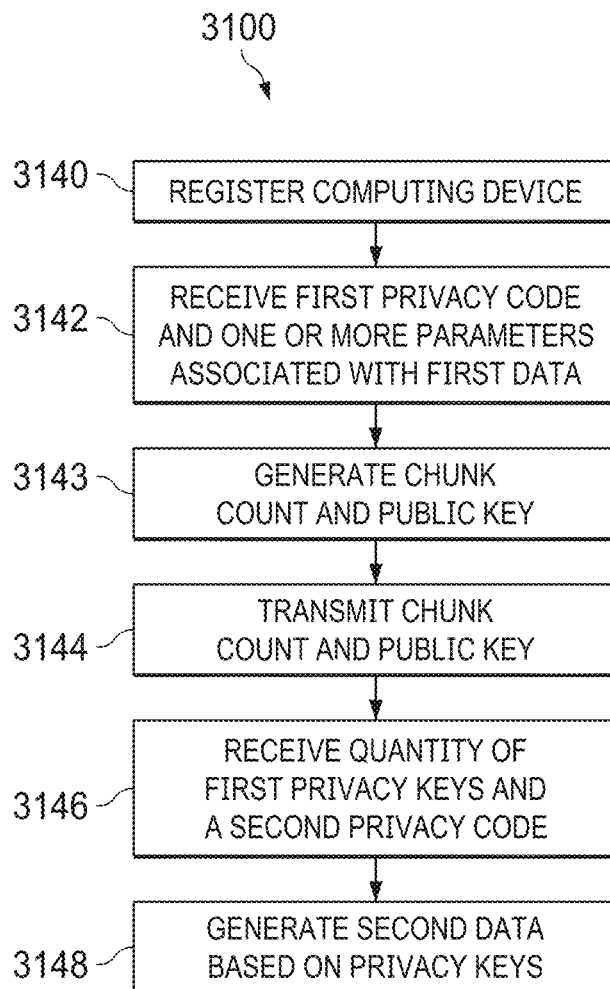 3100
3140
REGISTER COMPUTING DEVICE
3142
RECEIVE FIRST PRIVACY CODE
AND ONE OR MORE PARAMETERS
ASSOCIATED WITH FIRST DATA
3143
GENERATE CHUNK
COUNT AND PUBLIC KEY
3144
TRANSMIT CHUNK
COUNT AND PUBLIC KEY
3146
RECEIVE QUANTITY OF
FIRST PRIVACY KEYS AND
A SECOND PRIVACY CODE
3148
GENERATE SECOND DATA
BASED ON PRIVACY KEYS